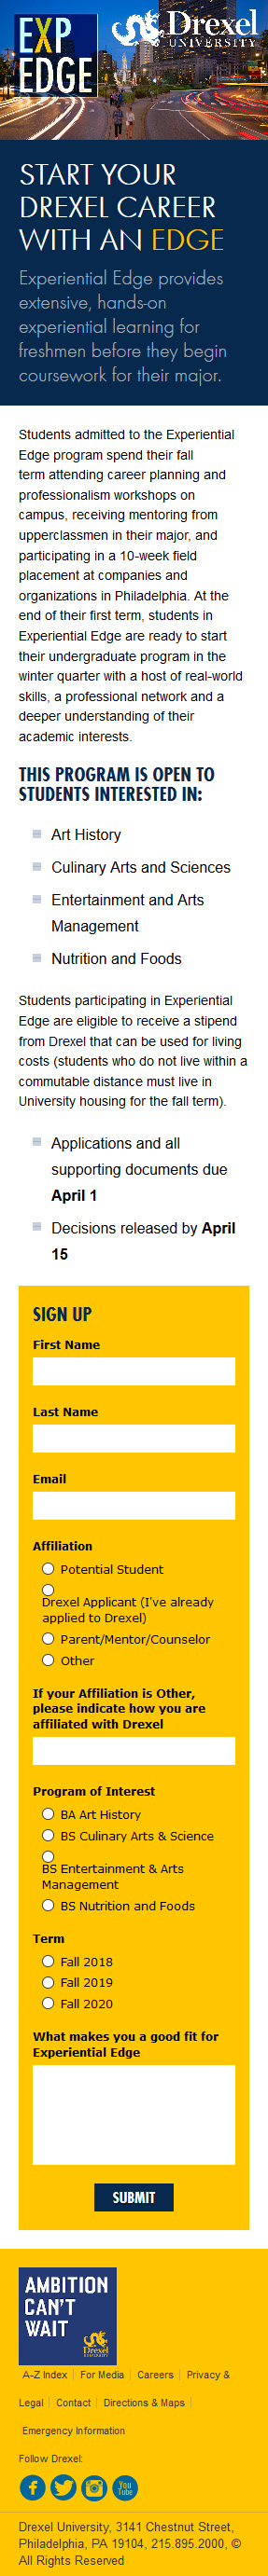 EXP
EDGE
Drexel
UNIVERSITY
START YOUR
DREXEL CAREER
WITH AN EDGE
Experiential Edge provides
extensive, hands-on
experiential learning for
freshmen before they begin
coursework for their major.
Students admitted to the Experiential
Edge program spend their fall
term attending career planning and
professionalism workshops on
campus, receiving mentoring from
upperclassmen in their major, and
participating in a 10-week field
placement at companies and
organizations in Philadelphia. At the
end of their first term, students in
Experiential Edge are ready to start
their undergraduate program in the
winter quarter with a host of real-world
skills, a professional network and a
deeper understanding of their
academic interests.
THIS PROGRAM IS OPEN TO
STUDENTS INTERESTED IN:
Art History
Culinary Arts and Sciences
Entertainment and Arts
Management
Nutrition and Foods
Students participating in Experiential
Edge are eligible to receive a stipend
from Drexel that can be used for living
costs (students who do not live within a
commutable distance must live in
University housing for the fall term).
Applications and all
supporting documents due
April 1
Decisions released by April
15
SIGN UP
First Name
Last Name
Email
Affiliation
Potential Student
Drexel Applicant (I've already
applied to Drexel)
Parent/Mentor/Counselor
Other
If your Affiliation is Other,
please indicate how you are
affiliated with Drexel
Program of Interest
BA Art History
BS Culinary Arts & Science
BS Entertainment & Arts
Management
BS Nutrition and Foods
Term
Fall 2018
Fall 2019
Fall 2020
What makes you a good fit for
Experiential Edge
SUBMIT
AMBITION
CAN'T
WAIT
Drexel
UNIVERSITY
A-Z Index | For Media | Careers | Privacy &
Legal | Contact | Directions & Maps |
Emergency Information
Follow Drexel:
You
Tube
Drexel University, 3141 Chestnut Street,
Philadelphia, PA 19104, 215.895.2000, ©
All Rights Reserved